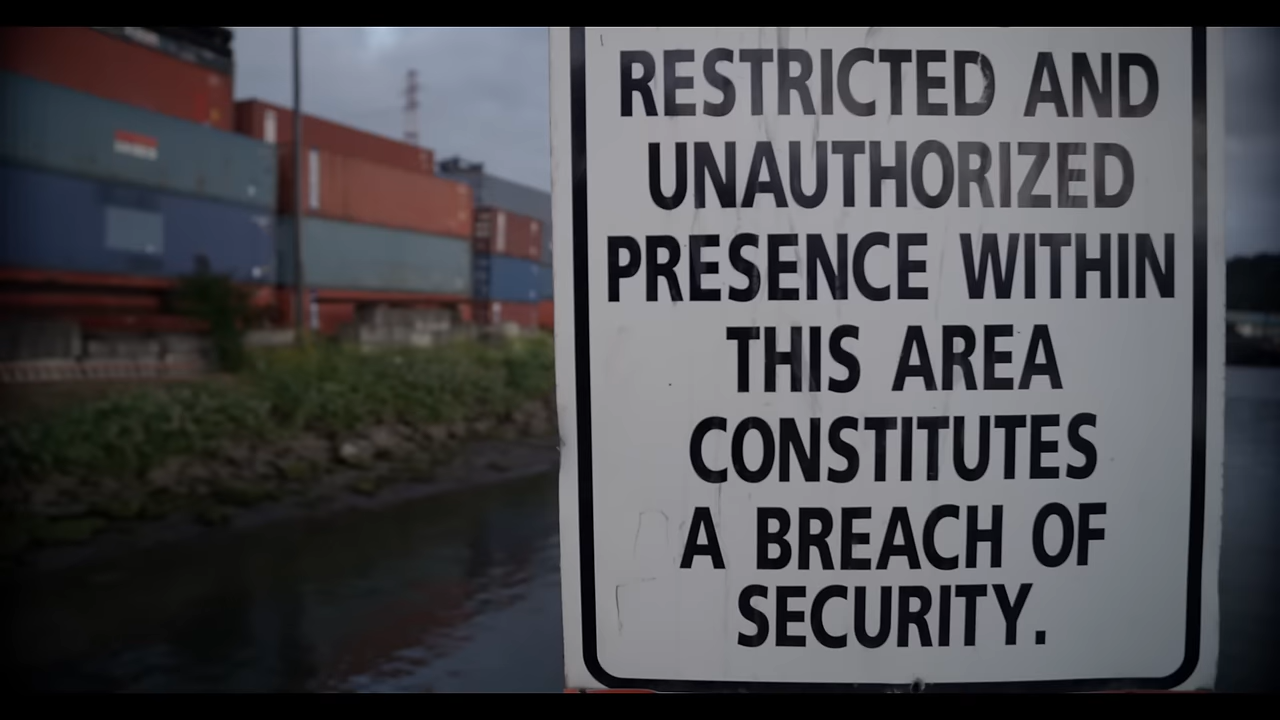 RESTRICTED AND
UNAUTHORIZED
PRESENCE WITHIN
THIS AREA
CONSTITUTES
A BREACH OF
SECURITY.